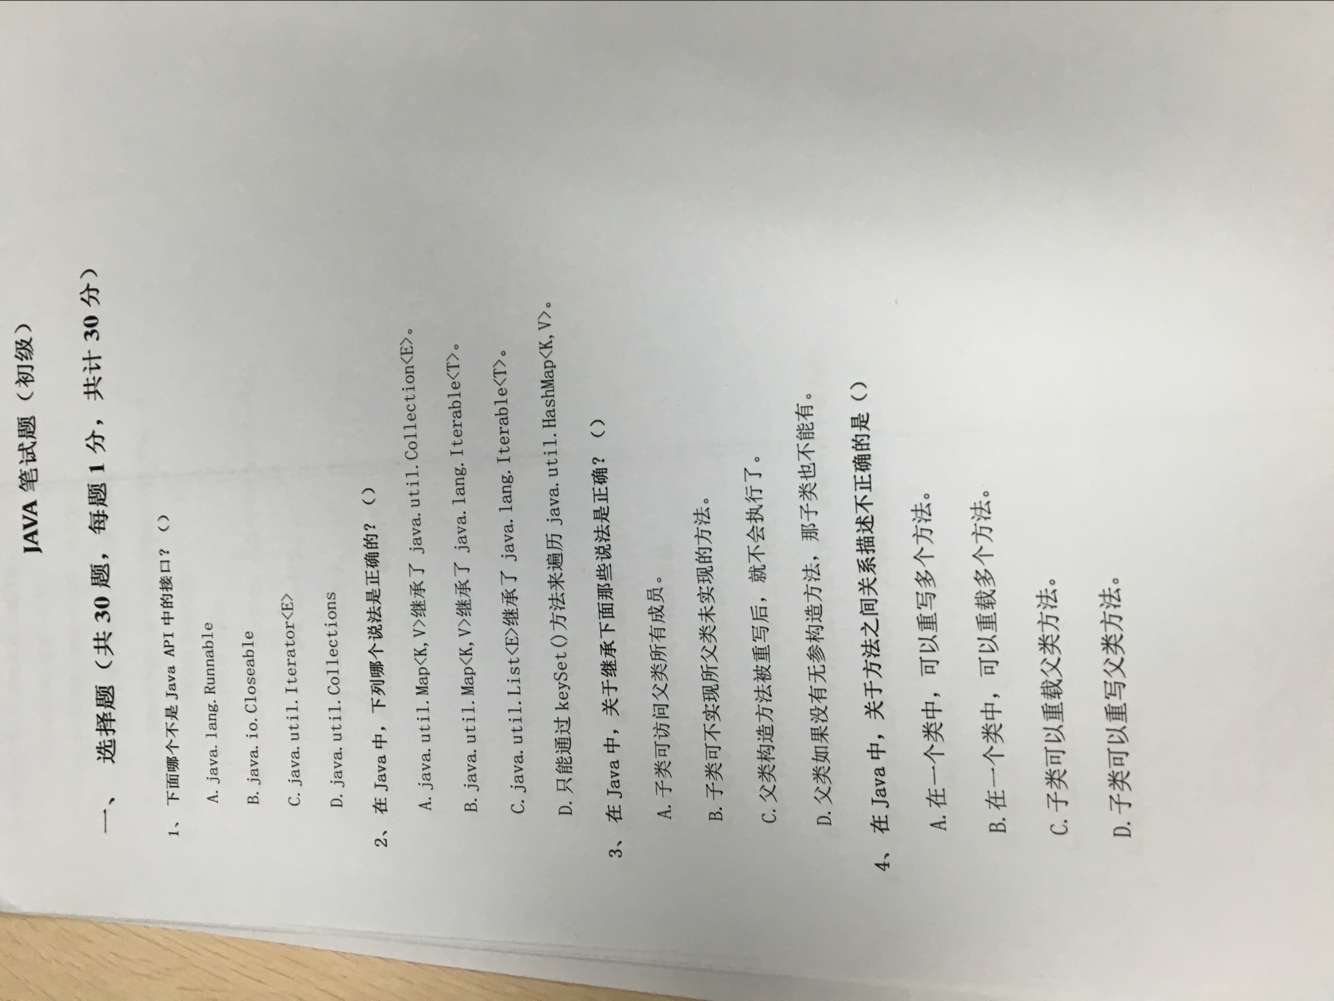 JAVA 笔试题（初级）
一、 选择题（共 30 题，每题 1 分，共计 30 分）
1、 下面哪个不是 Java API 中的接口？（）
A. java.lang.Runnable
B. java.io.Closeable
C. java.util.Iterator<E>
D. java.util.Collections
2、 在 Java 中，下列哪个说法是正确的？（）
A. java.util.Map<K,V>继承了 java.util.Collection<E>。
B. java.util.Map<K,V>继承了 java.lang.Iterable<T>。
C. java.util.List<E>继承了 java.lang.Iterable<T>。
D. 只能通过 keySet()方法来遍历 java.util.HashMap<K,V>。
3、 在 Java 中，关于继承下面那些说法是正确？（）
A. 子类可访问父类所有成员。
B. 子类可不实现所父类未实现的方法。
C. 父类构造方法被重写后，就不会执行了。
D. 父类如果没有无参构造方法，那子类也不能有。
4、 在 Java 中，关于方法之间关系描述不正确的是（）
A. 在一个类中，可以重写多个方法。
B. 在一个类中，可以重载多个方法。
C. 子类可以重载父类方法。
D. 子类可以重写父类方法。